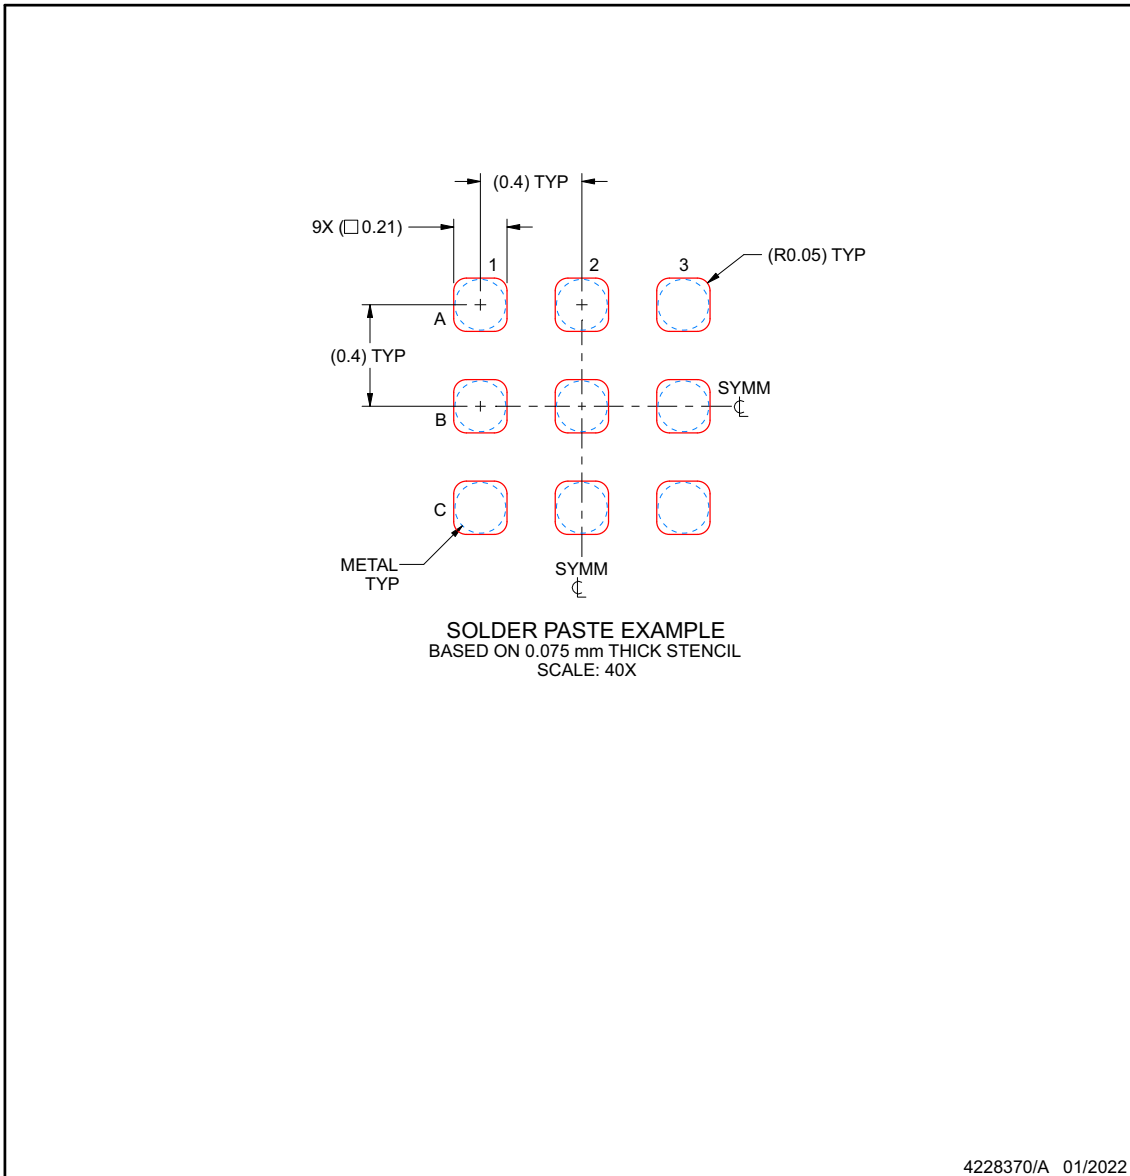 (0.4) TYP
9X (□ 0.21)
(R0.05) TYP
1
2
3
A
(0.4) TYP
SYMM
℄
B
C
METAL
TYP
SYMM
℄
SOLDER PASTE EXAMPLE
BASED ON 0.075 mm THICK STENCIL
SCALE: 40X
4228370/A 01/2022